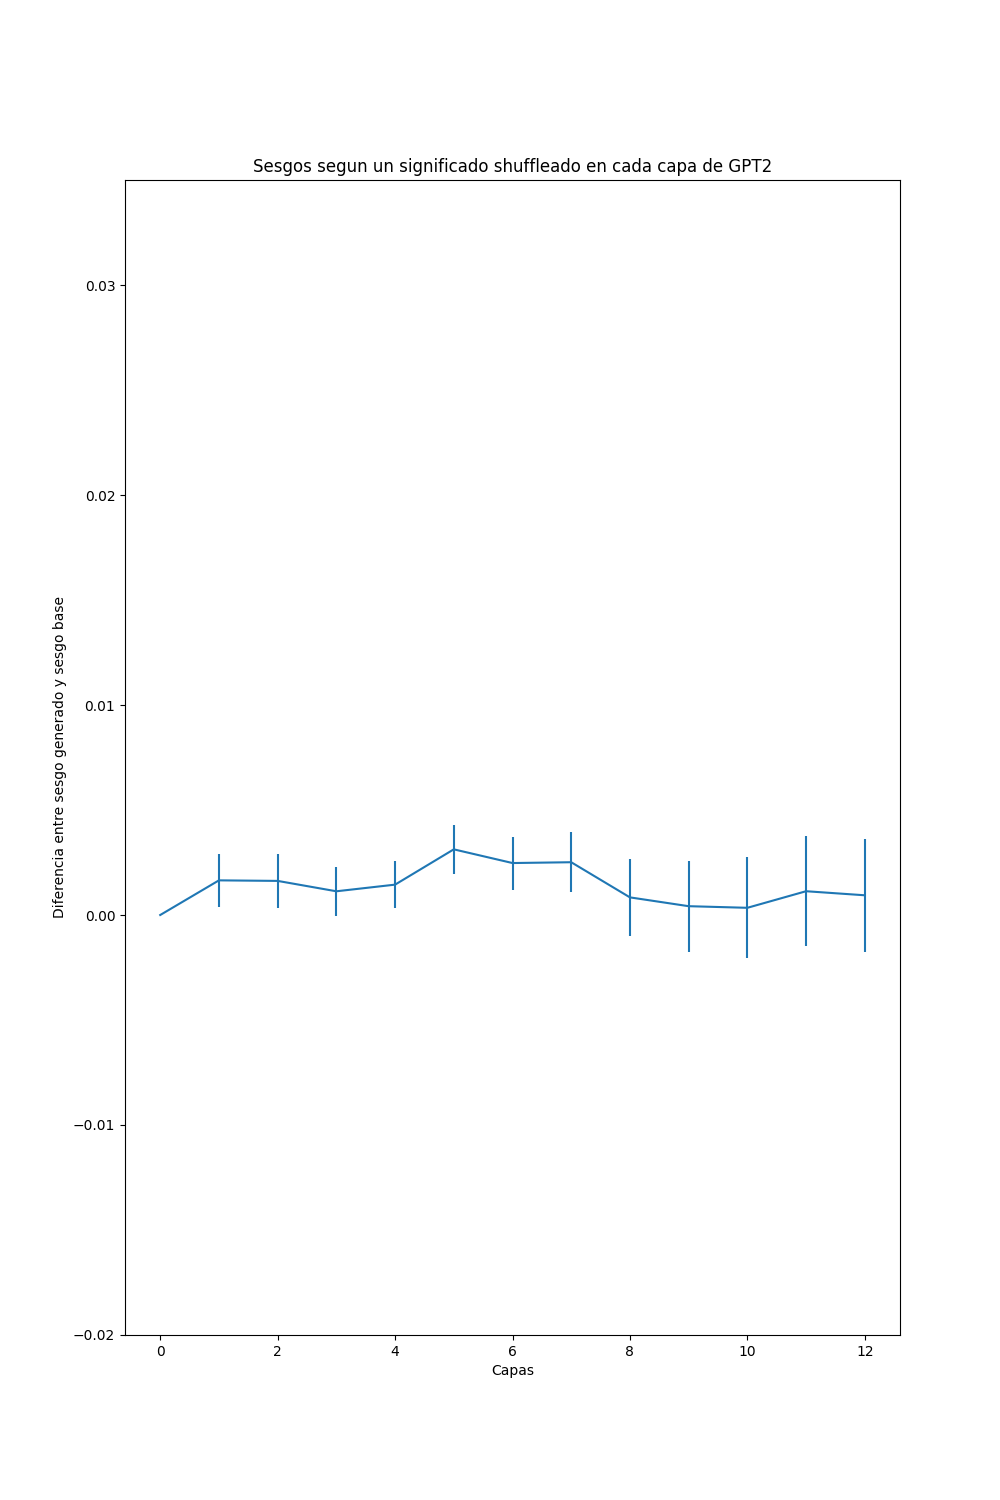 Sesgos segun un significado shuffleado en cada capa de GPT2
0.03
0.02
0.01
0.00
−0.01
−0.02
Diferencia entre sesgo generado y sesgo base
0 2 4 6 8 10 12
Capas